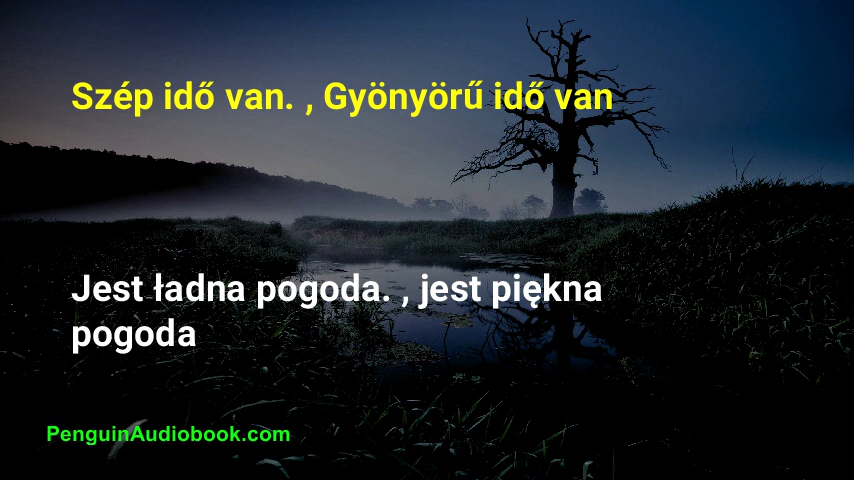 Szép idő van. , Gyönyörű idő van
Jest ładna pogoda. , jest piękna
pogoda
PenguinAudiobook.com